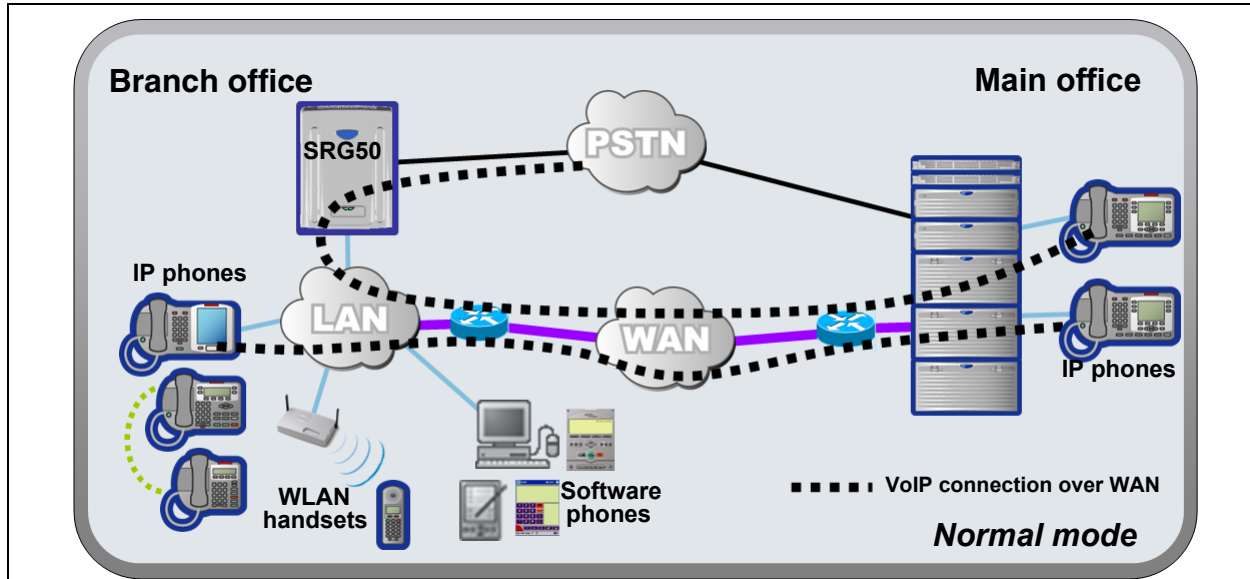 Branch office
Main office
SRG50
PSTN
IP phones
LAN
WAN
IP phones
WLAN
handsets
Software
phones
VoIP connection over WAN
Normal mode